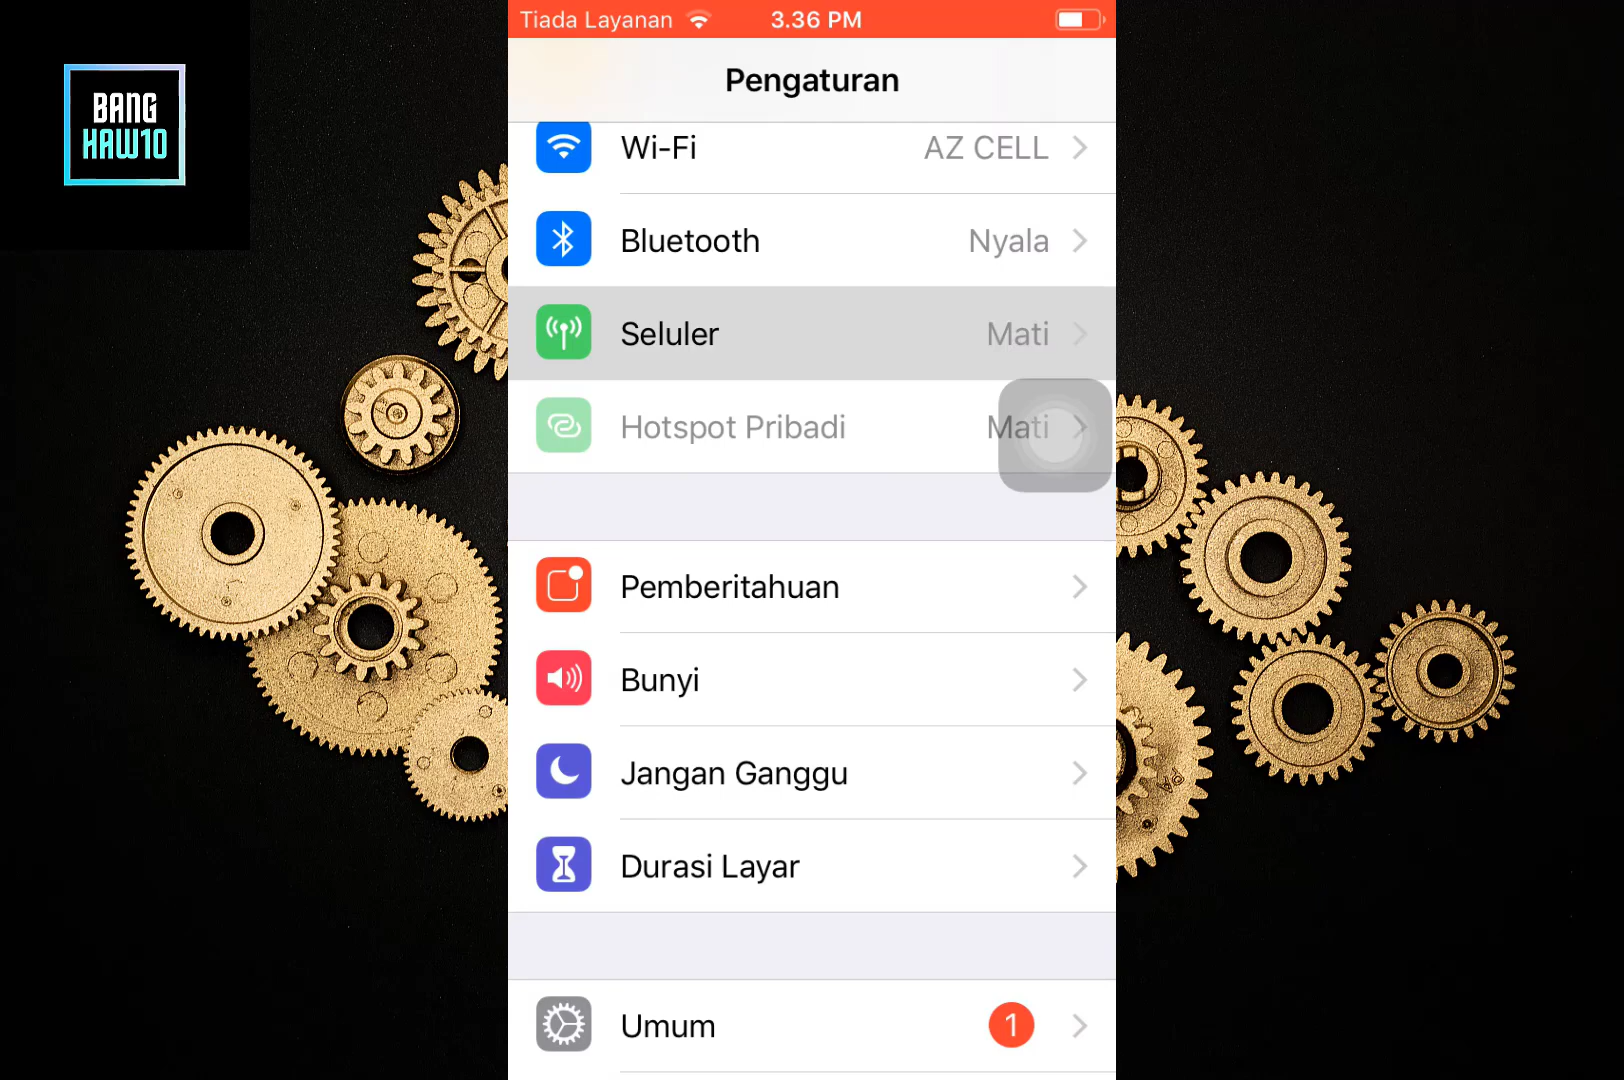 BANG
HAW10
Tiada Layanan 3.36 PM
Pengaturan
Wi-Fi AZ CELL
Bluetooth Nyala
Seluler Mati
Hotspot Pribadi Mati
Pemberitahuan
Bunyi
Jangan Ganggu
Durasi Layar
Umum 1